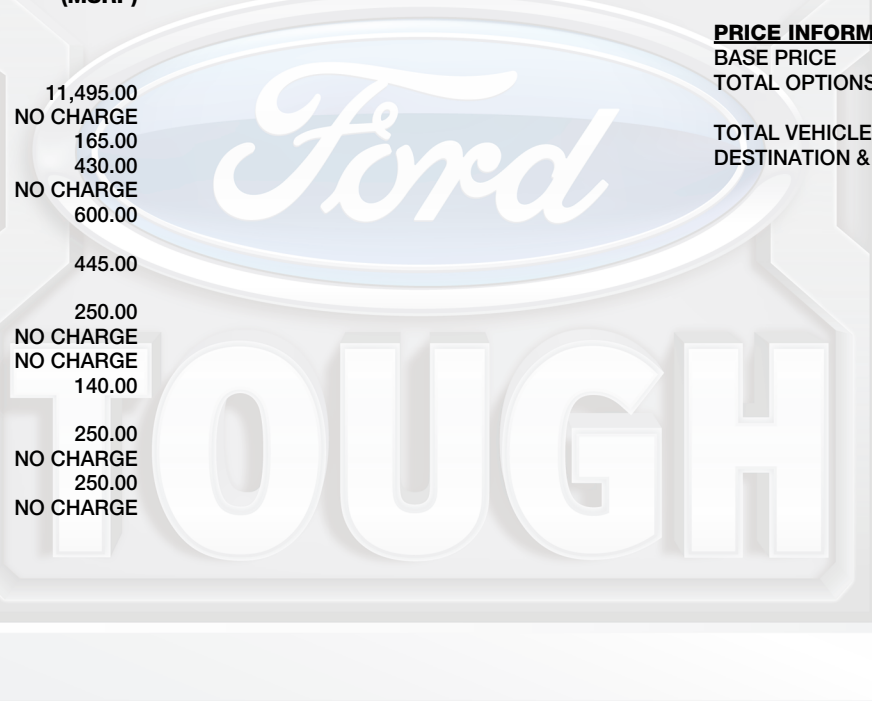 (MSRP)
11,495.00
NO CHARGE
165.00
430.00
NO CHARGE
600.00
445.00
250.00
NO CHARGE
NO CHARGE
140.00
250.00
NO CHARGE
250.00
NO CHARGE
PRICE INFORM
BASE PRICE
TOTAL OPTIONS
TOTAL VEHICLE
DESTINATION &
Ford
TOUGH